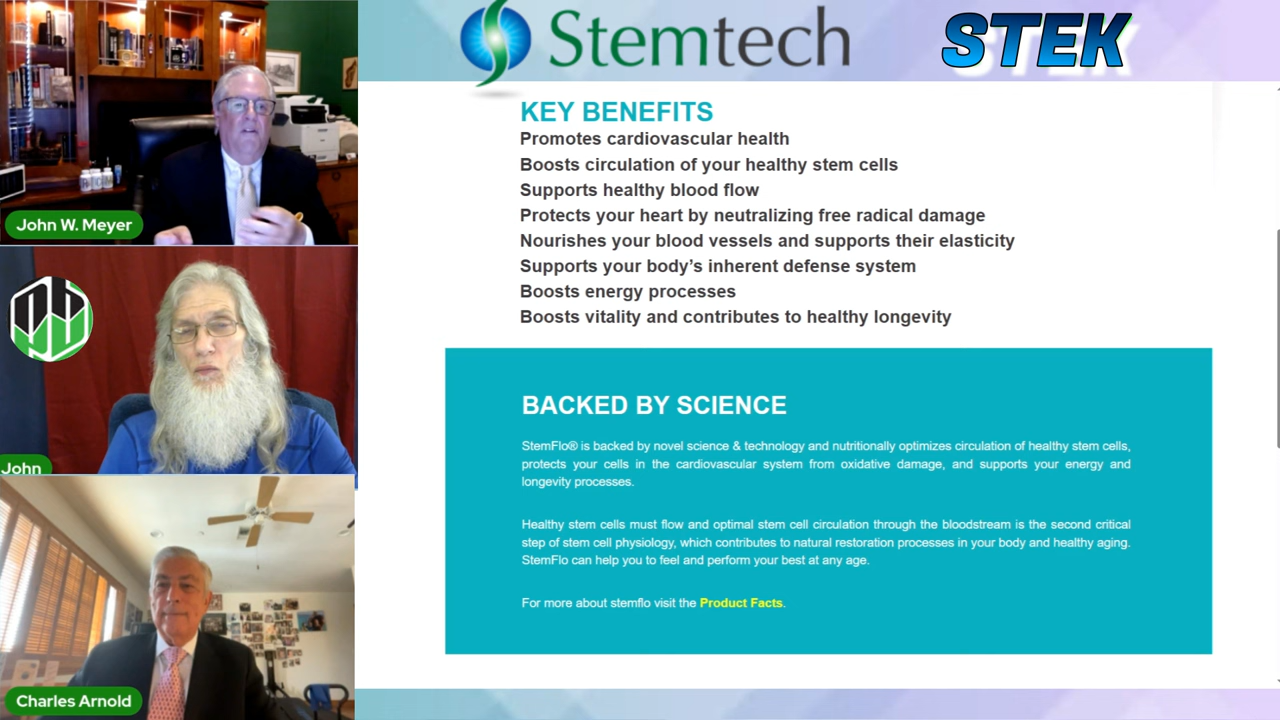 Stemtech
STEK
KEY BENEFITS
Promotes cardiovascular health
Boosts circulation of your healthy stem cells
Supports healthy blood flow
Protects your heart by neutralizing free radical damage
Nourishes your blood vessels and supports their elasticity
Supports your body’s inherent defense system
Boosts energy processes
Boosts vitality and contributes to healthy longevity
BACKED BY SCIENCE
StemFlo® is backed by novel science & technology and nutritionally optimizes circulation of healthy stem cells,
protects your cells in the cardiovascular system from oxidative damage, and supports your energy and
longevity processes.
Healthy stem cells must flow and optimal stem cell circulation through the bloodstream is the second critical
step of stem cell physiology, which contributes to natural restoration processes in your body and healthy aging.
StemFlo can help you to feel and perform your best at any age.
For more about stemflo visit the Product Facts.
John W. Meyer
John
Charles Arnold